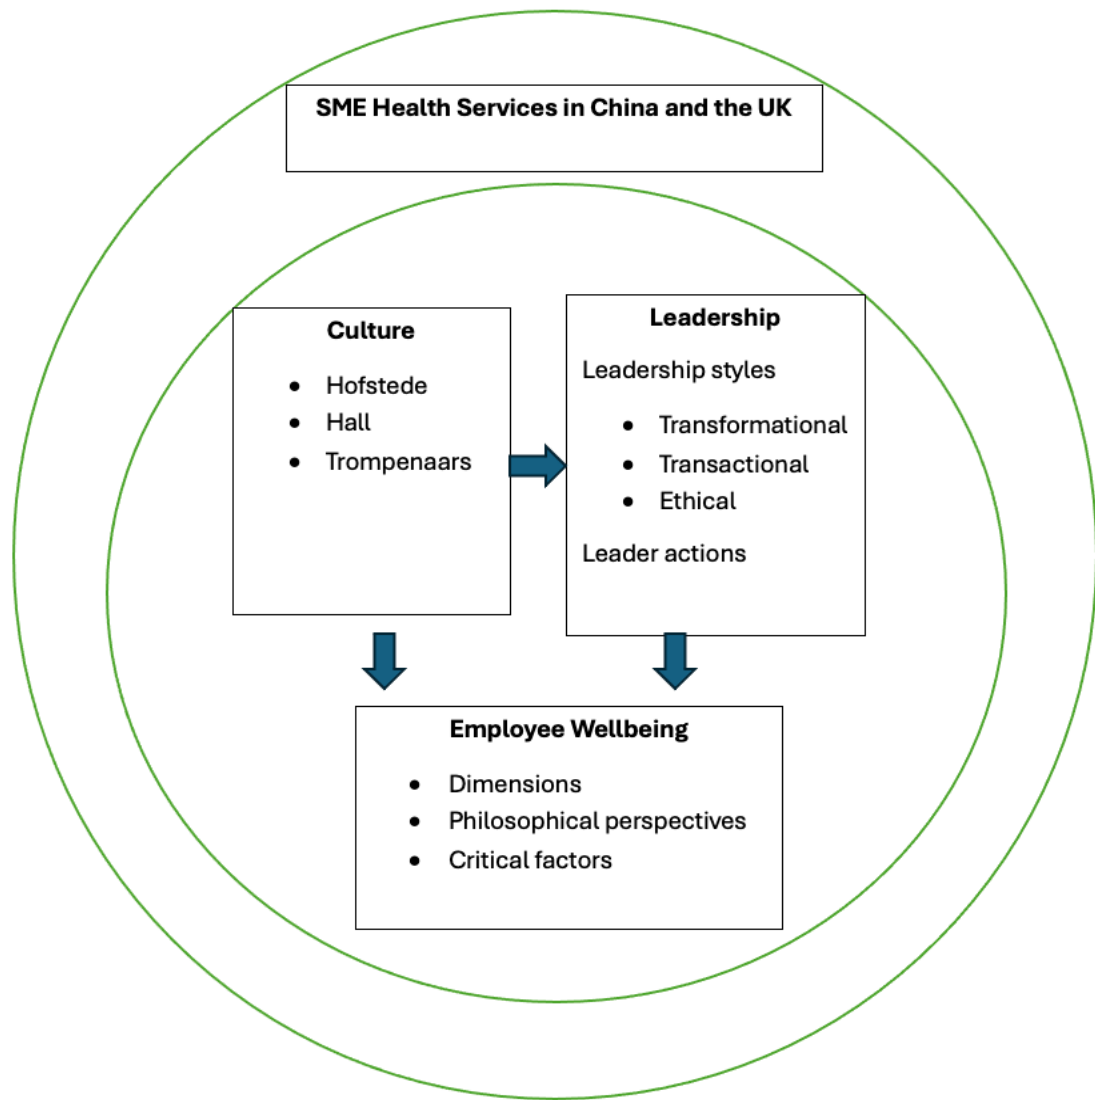 SME Health Services in China and the UK
Culture
• Hofstede
• Hall
• Trompenaars
Leadership
Leadership styles
• Transformational
• Transactional
• Ethical
Leader actions
Employee Wellbeing
• Dimensions
• Philosophical perspectives
• Critical factors